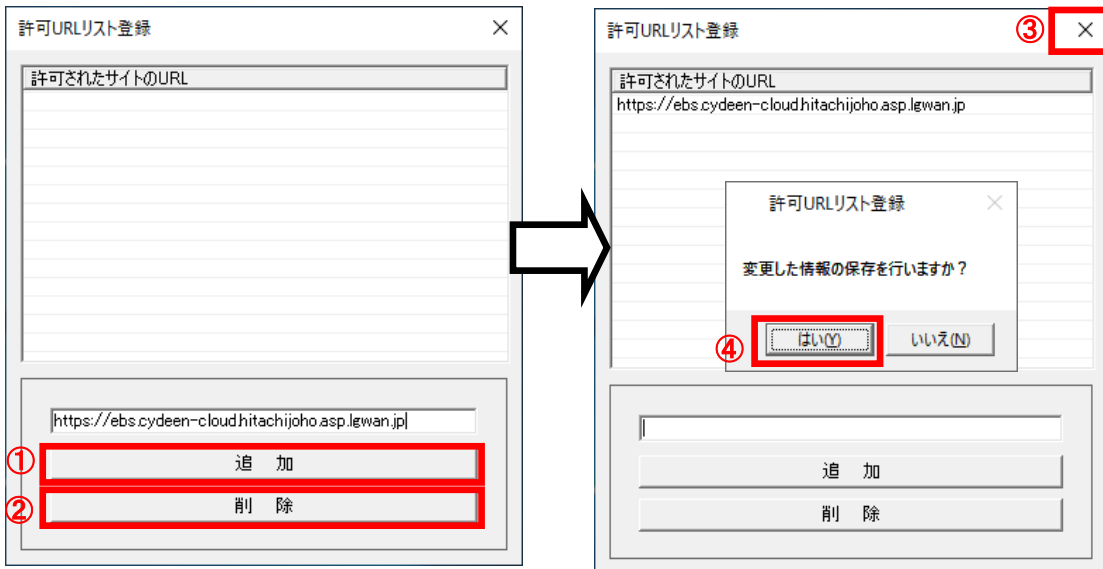 許可URLリスト登録
許可されたサイトのURL
https://ebs.cydeen-cloud.hitachijoho.asp.lgwan.jp
① 追 加
② 削 除
許可URLリスト登録
③
許可されたサイトのURL
https://ebs.cydeen-cloud.hitachijoho.asp.lgwan.jp
許可URLリスト登録
変更した情報の保存を行いますか？
④ はい(Y) いいえ(N)
追 加
削 除